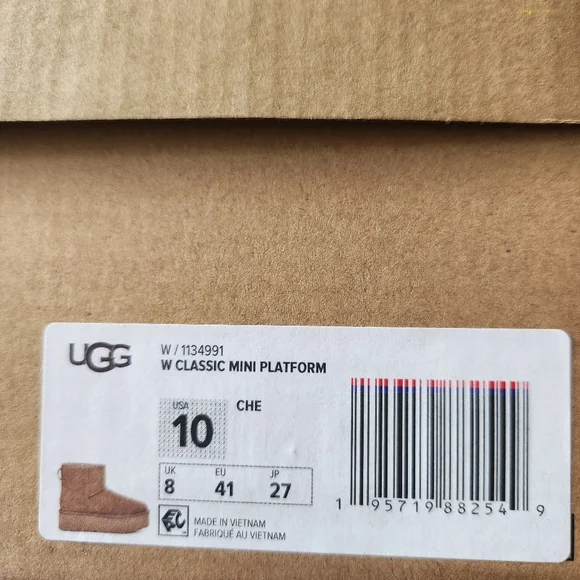 UGG
W / 1134991
W CLASSIC MINI PLATFORM
USA
10
CHE
UK EU JP
8 41 27
MADE IN VIETNAM
FABRIQUÉ AU VIETNAM
1 95719 88254 9